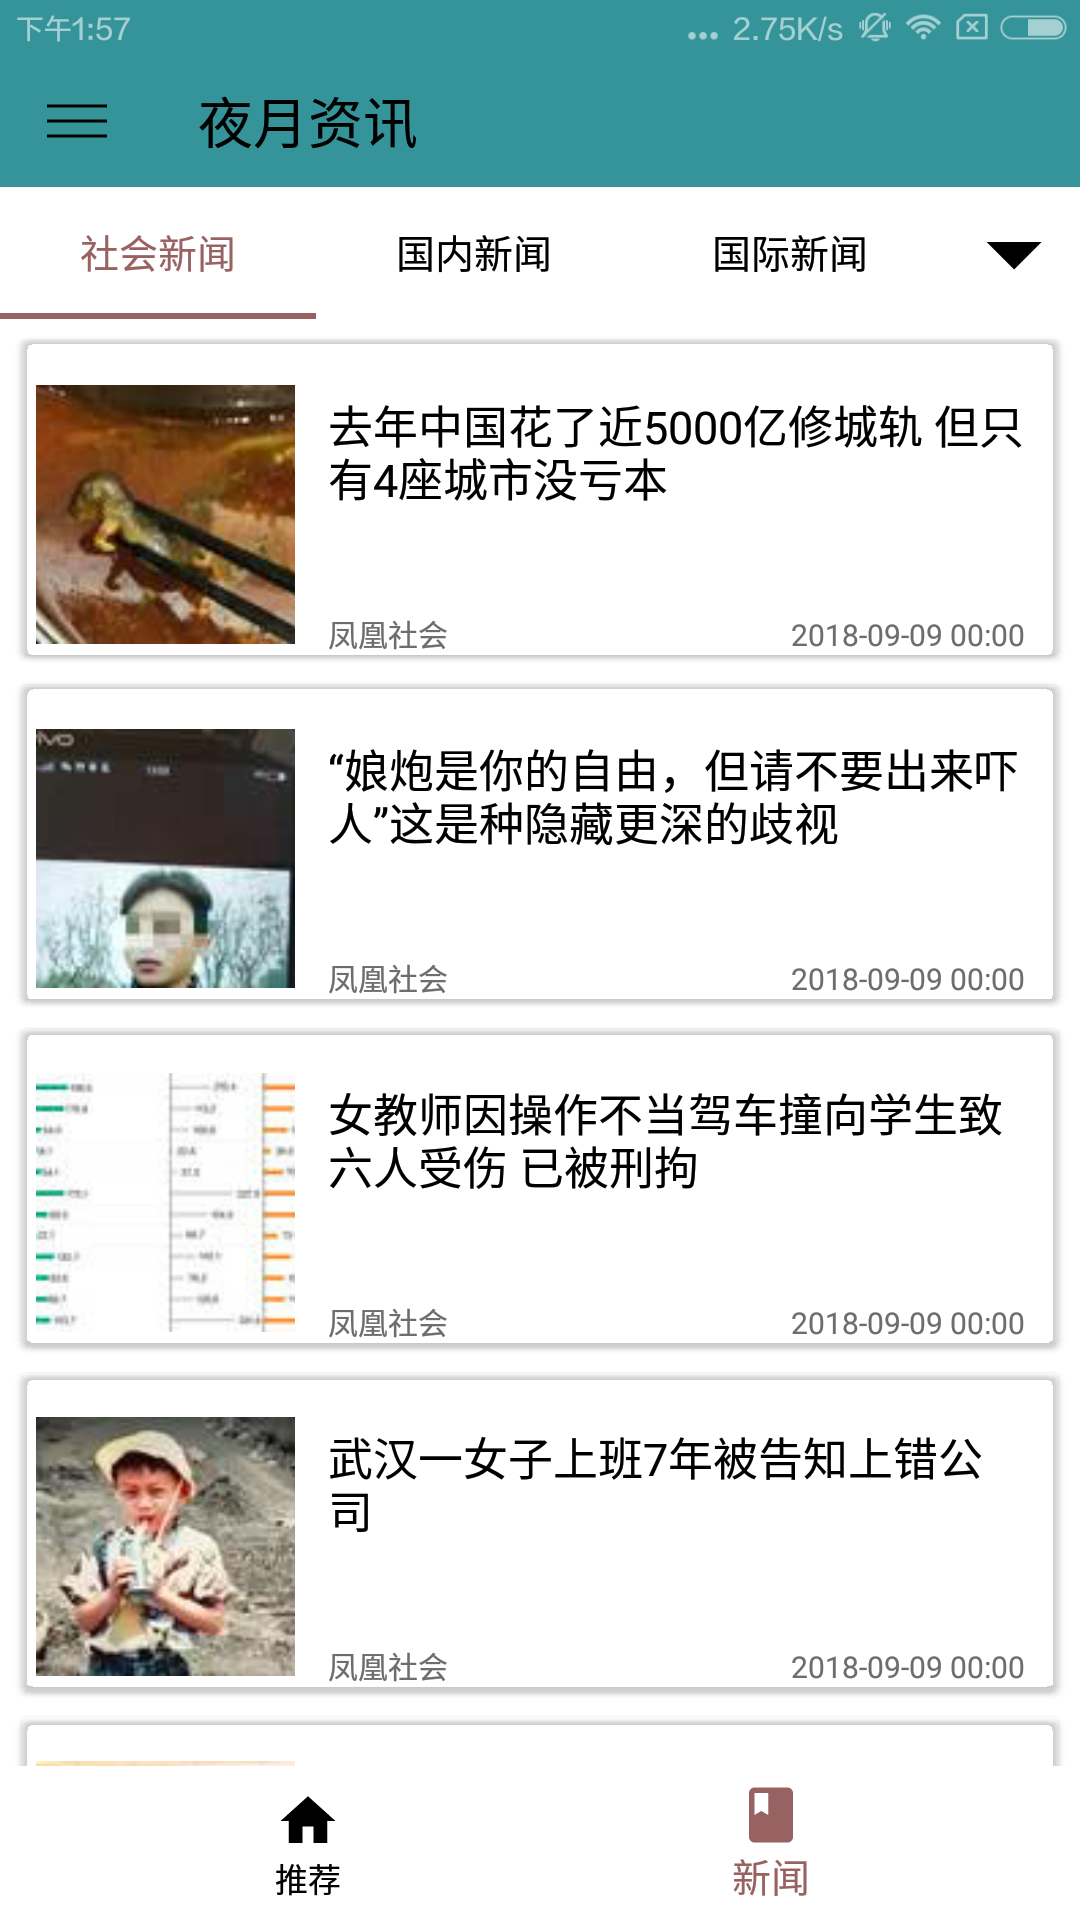 下午1:57
... 2.75K/s
夜月资讯
社会新闻 国内新闻 国际新闻
去年中国花了近5000亿修城轨 但只
有4座城市没亏本
凤凰社会 2018-09-09 00:00
“娘炮是你的自由，但请不要出来吓
人”这是种隐藏更深的歧视
凤凰社会 2018-09-09 00:00
女教师因操作不当驾车撞向学生致
六人受伤 已被刑拘
凤凰社会 2018-09-09 00:00
武汉一女子上班7年被告知上错公
司
凤凰社会 2018-09-09 00:00
推荐 新闻